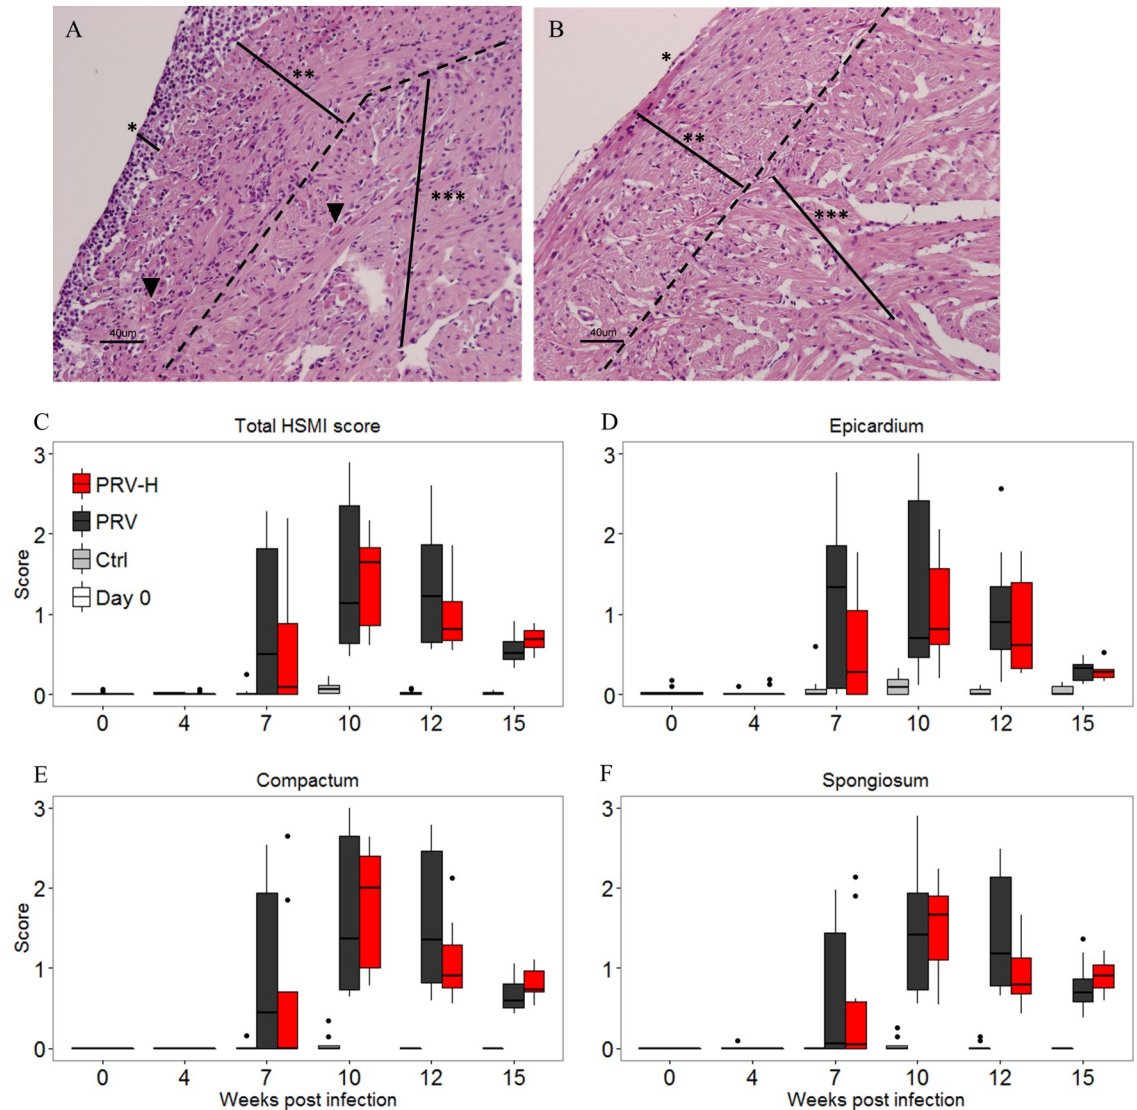 A
*
**
***
40um
B
*
**
***
40um
C
Total HSMI score
Score
3
2
1
0
PRV-H
PRV
Ctrl
Day 0
0 4 7 10 12 15
D
Epicardium
3
2
1
0
0 4 7 10 12 15
E
Compactum
Score
3
2
1
0
0 4 7 10 12 15
Weeks post infection
F
Spongiosum
3
2
1
0
0 4 7 10 12 15
Weeks post infection